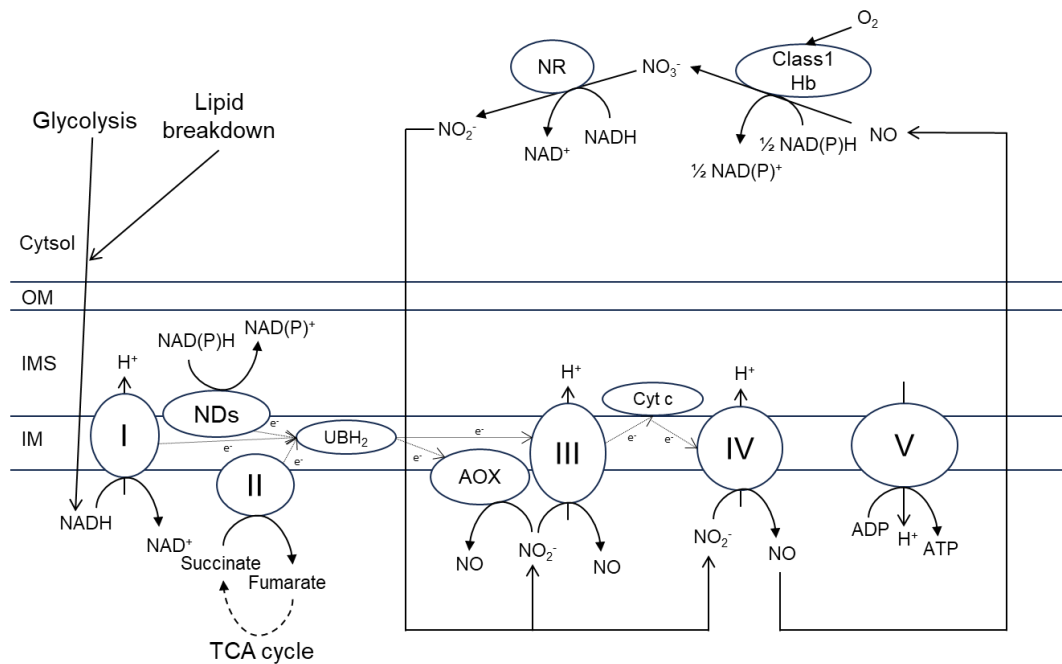 O₂
Class1
Hb
NR
NO₃⁻
Lipid
breakdown
Glycolysis
NO₂⁻
NADH
NAD⁺
½ NAD(P)H
NO
½ NAD(P)⁺
Cytsol
OM
IMS
NAD(P)H
NAD(P)⁺
H⁺
H⁺
H⁺
Cyt c
NDs
IM
I
e⁻
e⁻
UBH₂
e⁻
e⁻
e⁻
III
e⁻
e⁻
IV
V
II
AOX
NADH
NAD⁺
Succinate
Fumarate
NO
NO₂⁻
NO
NO₂⁻
NO
ADP
H⁺
ATP
TCA cycle